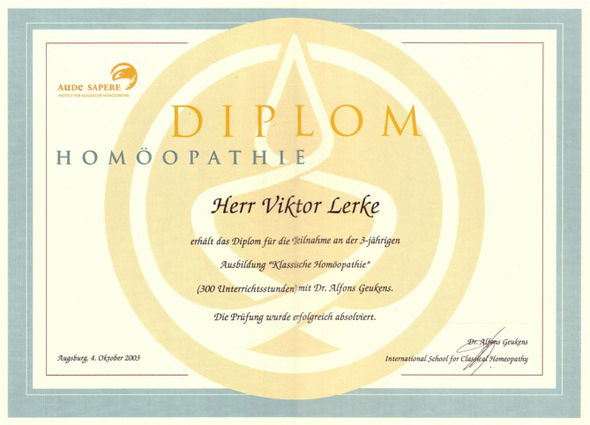 AUDE SAPERE
INSTITUT FÜR KLASSISCHE HOMÖOPATHIE
DIPLOM
HOMÖOPATHIE
Herr Viktor Lerke
erhält das Diplom für die Teilnahme an der 3-jährigen
Ausbildung "Klassische Homöopathie"
(300 Unterrichtsstunden) mit Dr. Alfons Geukens.
Die Prüfung wurde erfolgreich absolviert.
Augsburg, 4. Oktober 2003
Dr. Alfons Geukens
International School for Classical Homeopathy